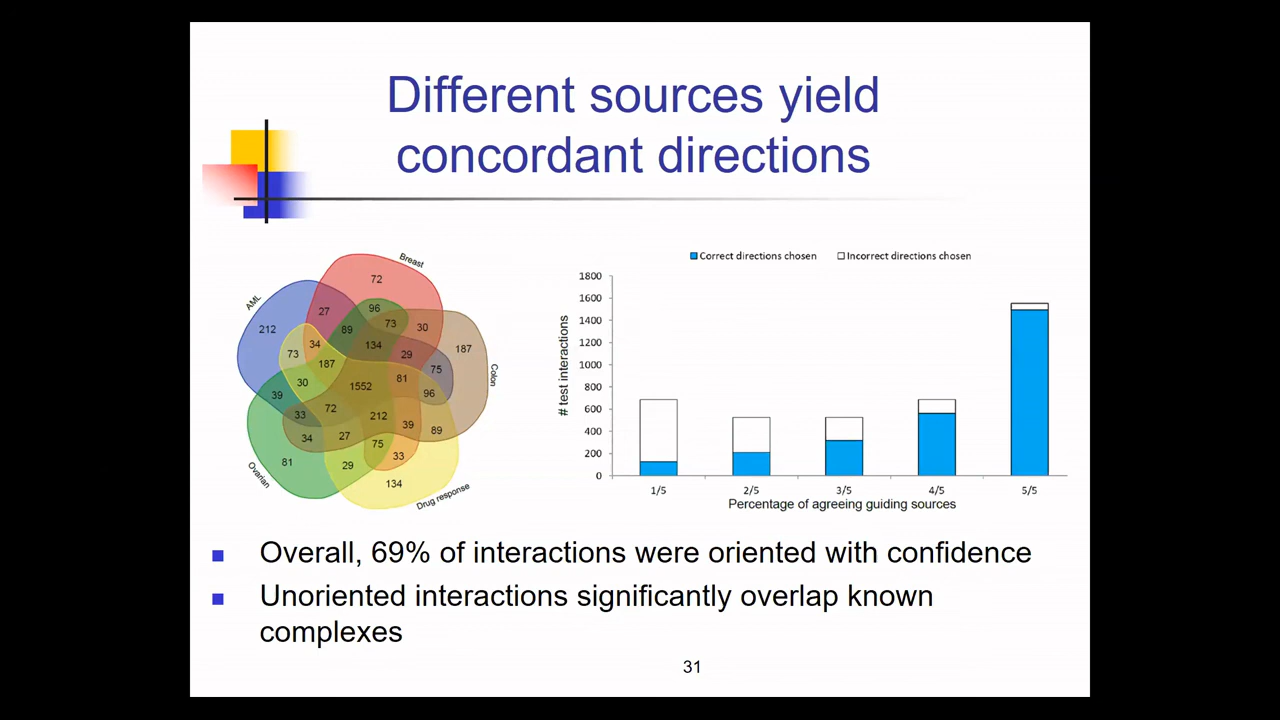 Different sources yield
concordant directions
Breast
72
AML
27
96
212
89
73
30
34
134
187
73
187
29
75
Colon
30
1552
81
96
39
33
72
212
39
89
34
27
75
33
81
29
134
Ovarian
Drug response
Correct directions chosen
Incorrect directions chosen
# test interactions
1800
1600
1400
1200
1000
800
600
400
200
0
1/5 2/5 3/5 4/5 5/5
Percentage of agreeing guiding sources
Overall, 69% of interactions were oriented with confidence
Unoriented interactions significantly overlap known
complexes
31